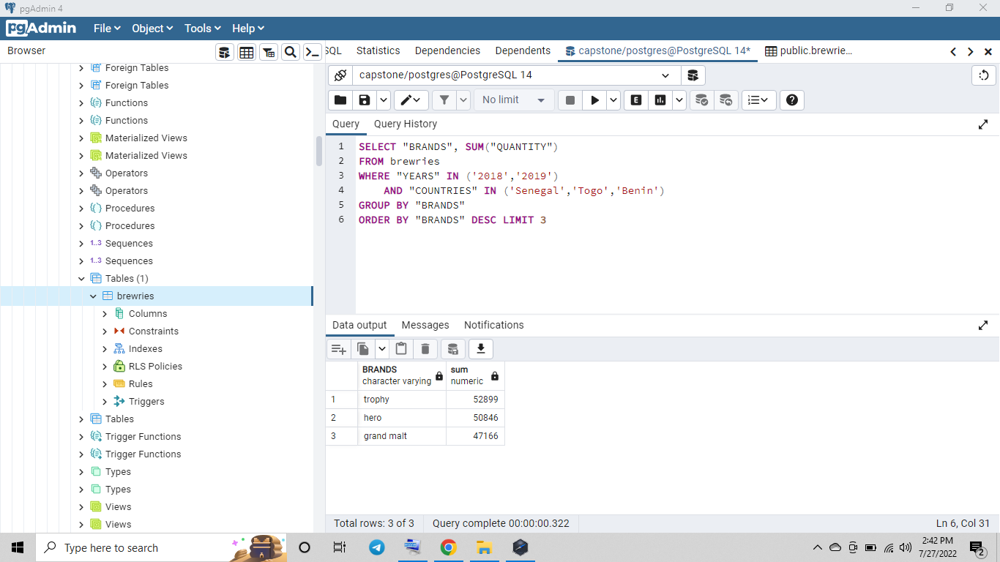 pgAdmin 4
pgAdmin File Object Tools Help
Browser
SQL Statistics Dependencies Dependents capstone/postgres@PostgreSQL 14* public.brewrie...
capstone/postgres@PostgreSQL 14
No limit
E
Query Query History
1 SELECT "BRANDS", SUM("QUANTITY")
2 FROM brewries
3 WHERE "YEARS" IN ('2018','2019')
4 AND "COUNTRIES" IN ('Senegal','Togo','Benin')
5 GROUP BY "BRANDS"
6 ORDER BY "BRANDS" DESC LIMIT 3
Foreign Tables
Foreign Tables
Functions
Functions
Materialized Views
Materialized Views
Operators
Operators
Procedures
Procedures
1..3 Sequences
1..3 Sequences
Tables (1)
brewries
Columns
Constraints
Indexes
RLS Policies
Rules
Triggers
Tables
Trigger Functions
Trigger Functions
Types
Types
Views
Views
Data output Messages Notifications
BRANDS sum
character varying numeric
1 trophy 52899
2 hero 50846
3 grand malt 47166
Total rows: 3 of 3 Query complete 00:00:00.322 Ln 6, Col 31
Type here to search
2:42 PM
7/27/2022
2